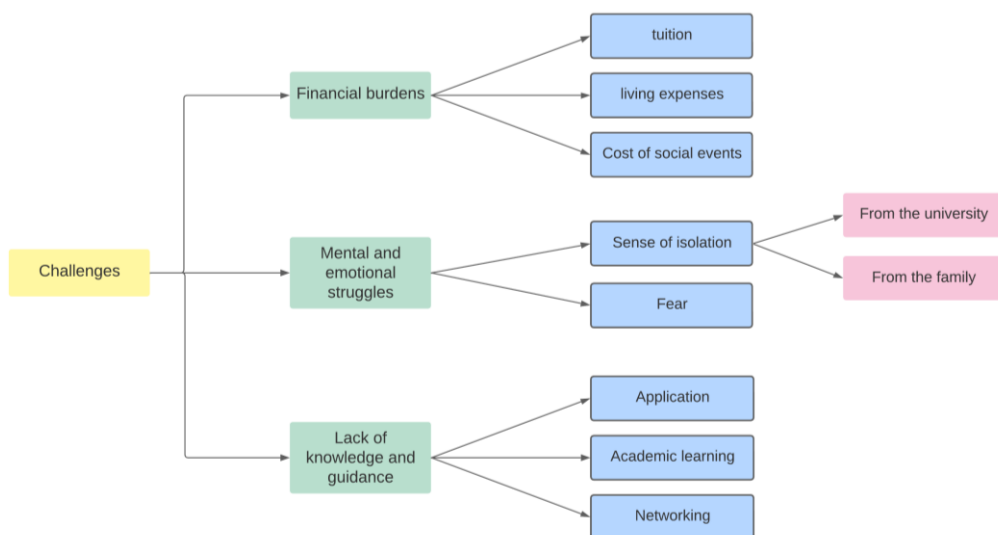 Challenges
Financial burdens
tuition
living expenses
Cost of social events
Mental and
emotional
struggles
Sense of isolation
From the university
From the family
Fear
Lack of
knowledge and
guidance
Application
Academic learning
Networking